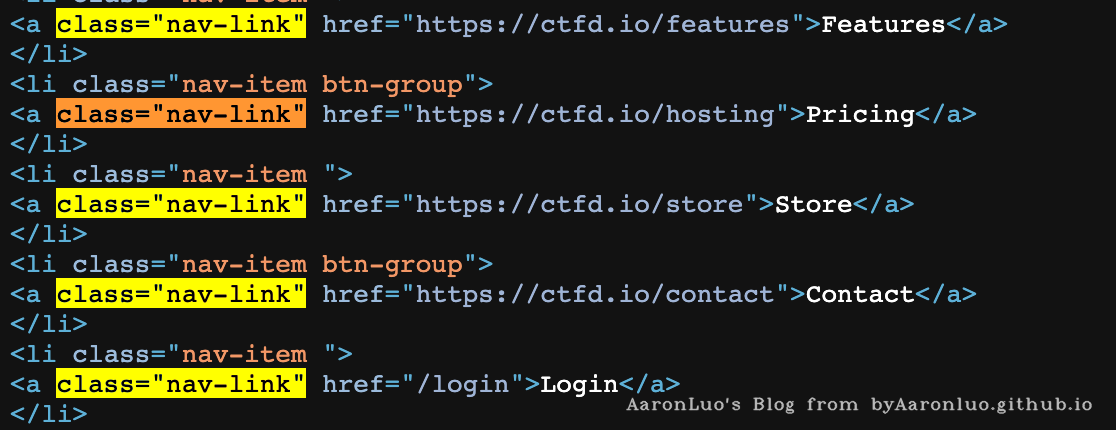 <a class="nav-link" href="https://ctfd.io/features">Features</a>
</li>
<li class="nav-item btn-group">
<a class="nav-link" href="https://ctfd.io/hosting">Pricing</a>
</li>
<li class="nav-item ">
<a class="nav-link" href="https://ctfd.io/store">Store</a>
</li>
<li class="nav-item btn-group">
<a class="nav-link" href="https://ctfd.io/contact">Contact</a>
</li>
<li class="nav-item ">
<a class="nav-link" href="/login">Login</a>
</li>
AaronLuo's Blog from byAaronluo.github.io